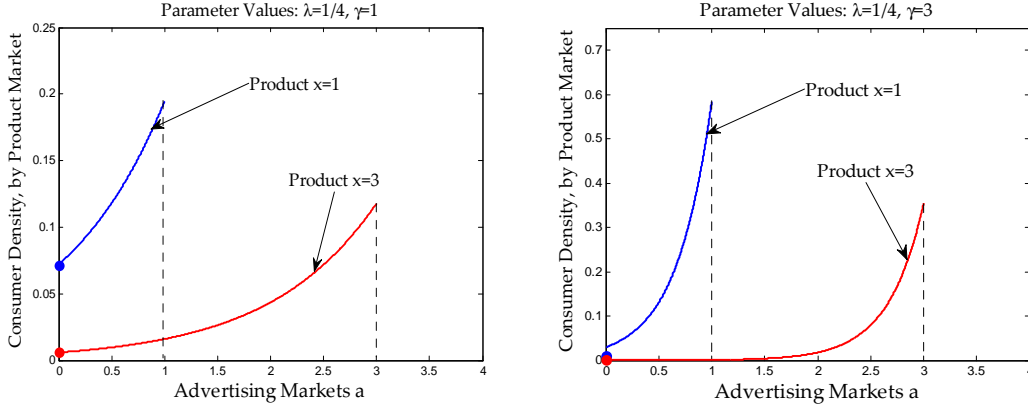 Parameter Values: λ=1/4, γ=1
Consumer Density, by Product Market
0.25
0.2
0.15
0.1
0.05
0
Product x=1
Product x=3
0 0.5 1 1.5 2 2.5 3 3.5 4
Advertising Markets a
Parameter Values: λ=1/4, γ=3
Consumer Density, by Product Market
0.7
0.6
0.5
0.4
0.3
0.2
0.1
0
Product x=1
Product x=3
0 0.5 1 1.5 2 2.5 3 3.5 4
Advertising Markets a